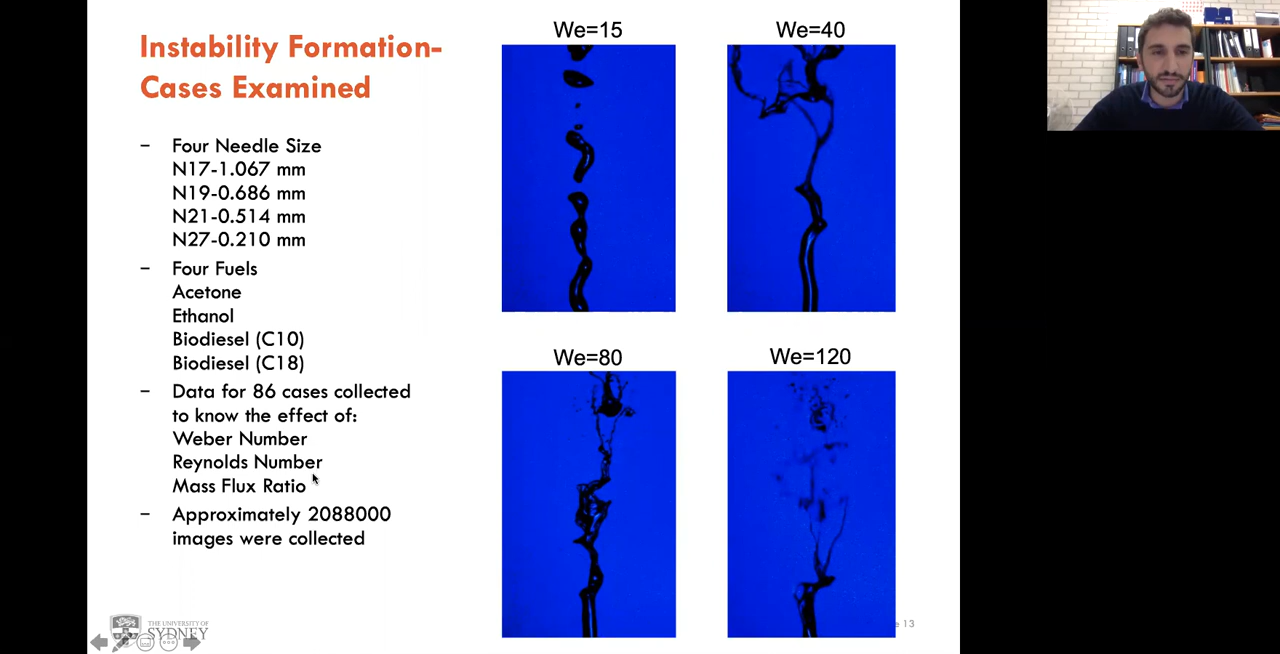 Instability Formation-
Cases Examined
– Four Needle Size
N17-1.067 mm
N19-0.686 mm
N21-0.514 mm
N27-0.210 mm
– Four Fuels
Acetone
Ethanol
Biodiesel (C10)
Biodiesel (C18)
– Data for 86 cases collected
to know the effect of:
Weber Number
Reynolds Number
Mass Flux Ratio
– Approximately 2088000
images were collected
We=15
We=40
We=80
We=120
THE UNIVERSITY OF
SYDNEY
13